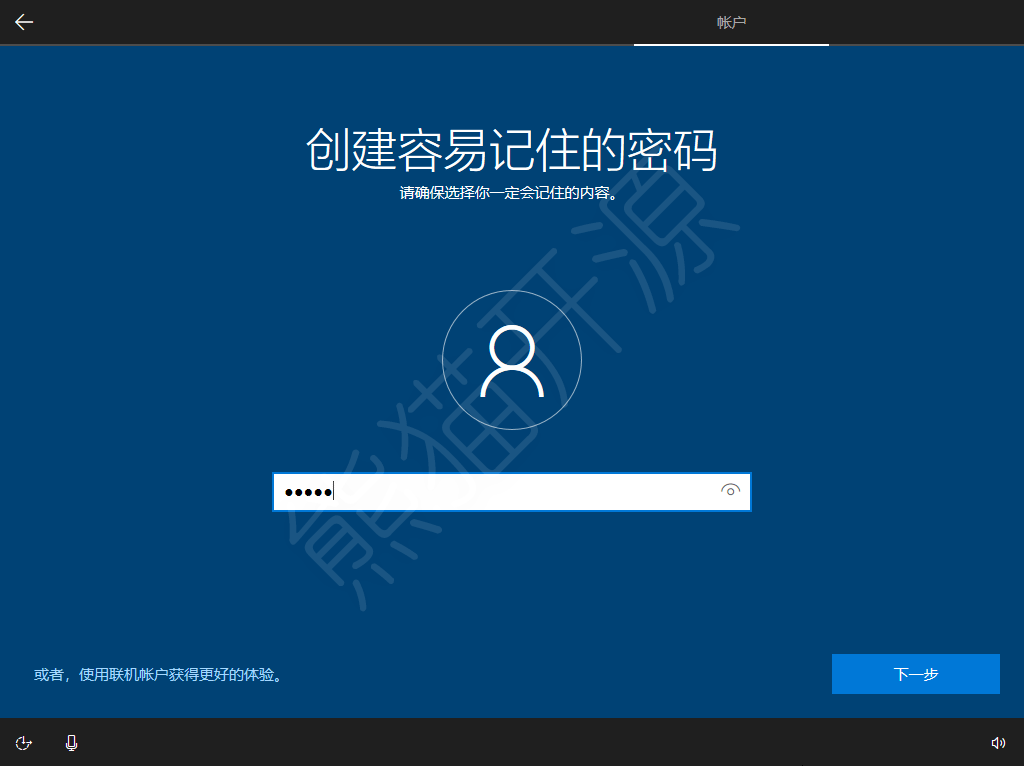 帐户
创建容易记住的密码
请确保选择你一定会记住的内容。
熊猫开源
●●●●●
或者，使用联机帐户获得更好的体验。
下一步